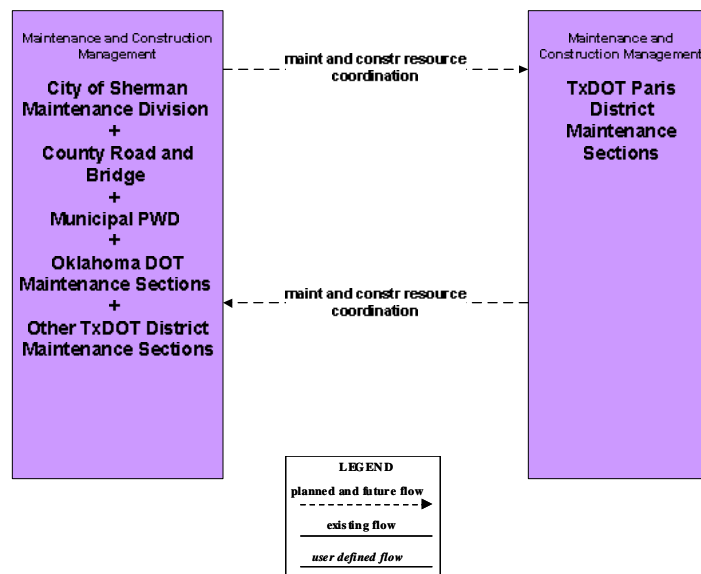 Maintenance and Construction
Management
City of Sherman
Maintenance Division
+
County Road and
Bridge
+
Municipal PWD
+
Oklahoma DOT
Maintenance Sections
+
Other TxDOT District
Maintenance Sections
maint and constr resource
coordination
maint and constr resource
coordination
Maintenance and
Construction Management
TxDOT Paris
District
Maintenance
Sections
LEGEND
planned and future flow
existing flow
user defined flow